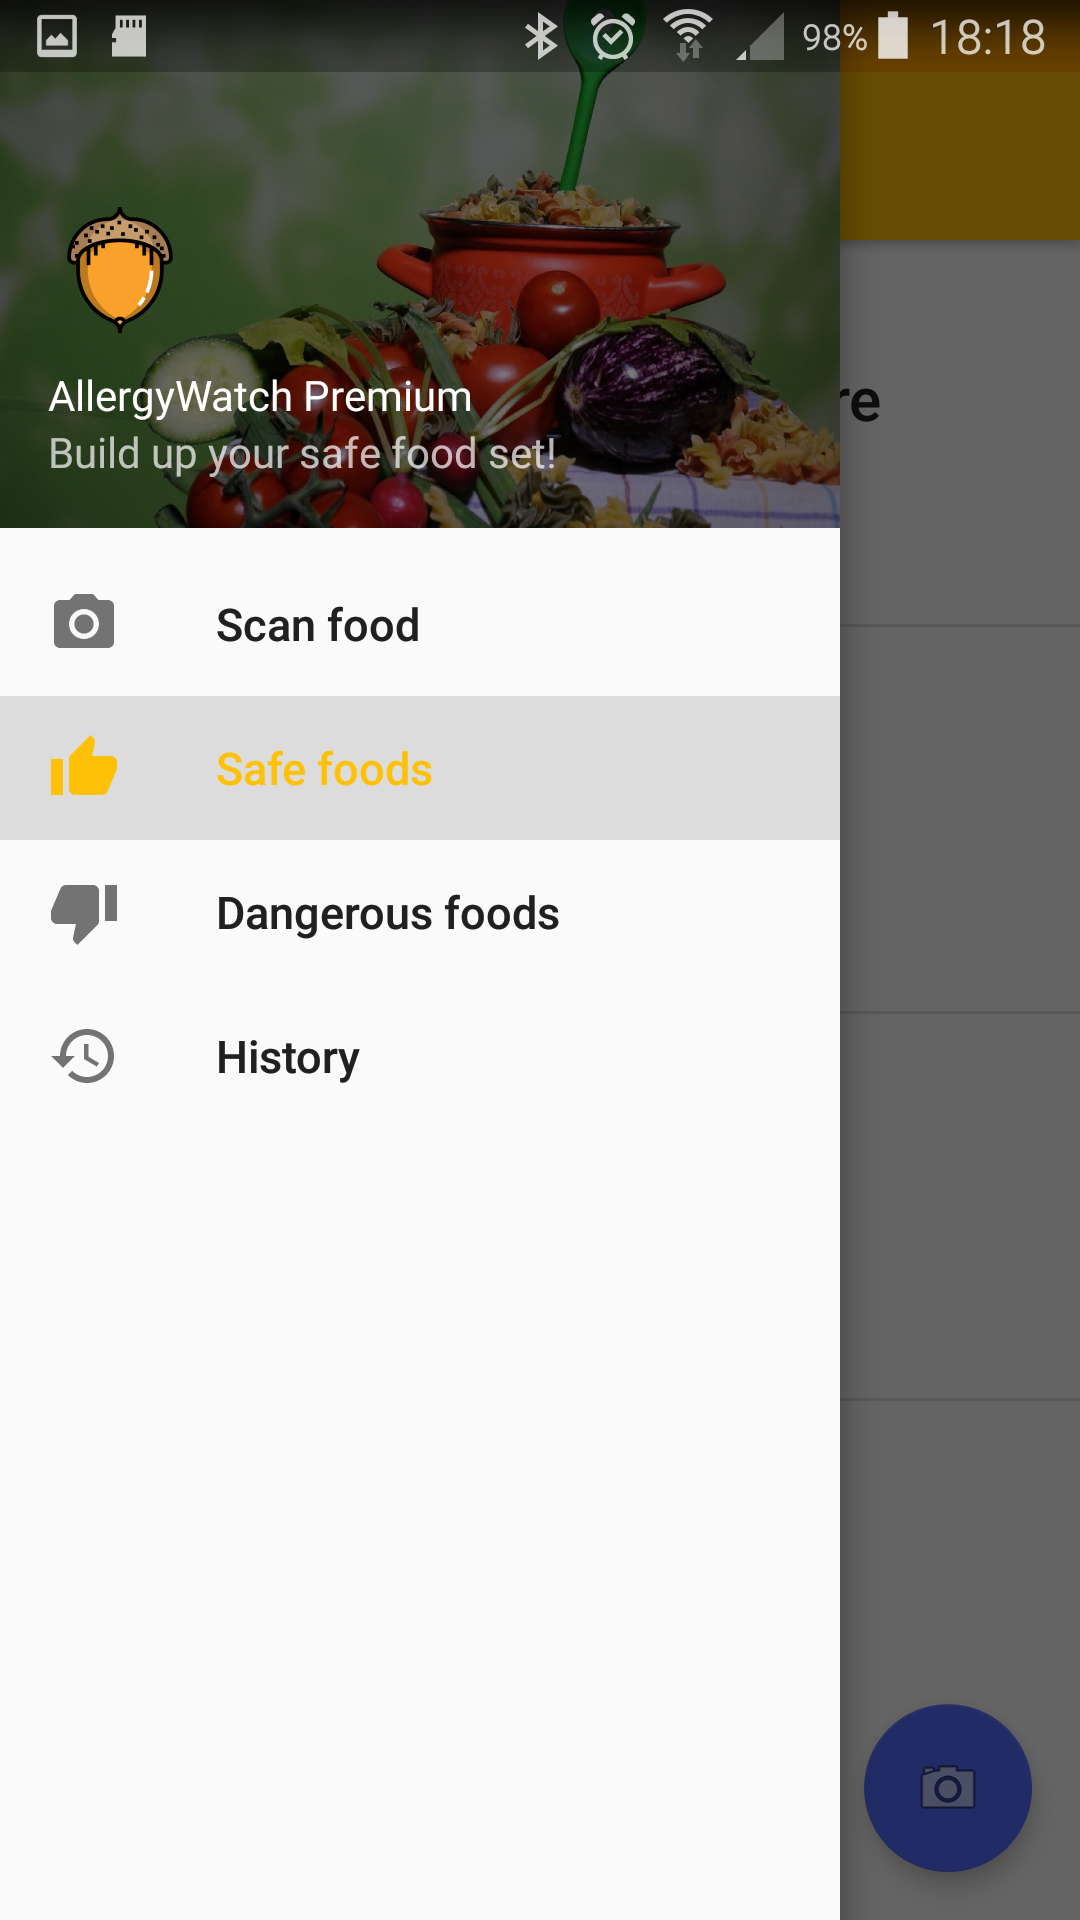 98% 18:18
AllergyWatch Premium
Build up your safe food set!
re
Scan food
Safe foods
Dangerous foods
History